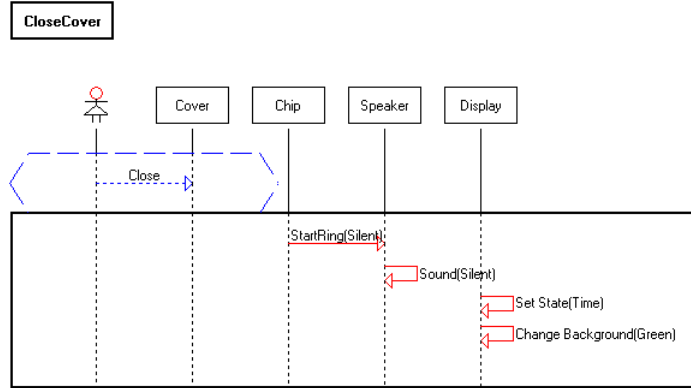 CloseCover
Cover
Chip
Speaker
Display
Close
StartRing(Silent)
Sound(Silent)
Set State(Time)
Change Background(Green)